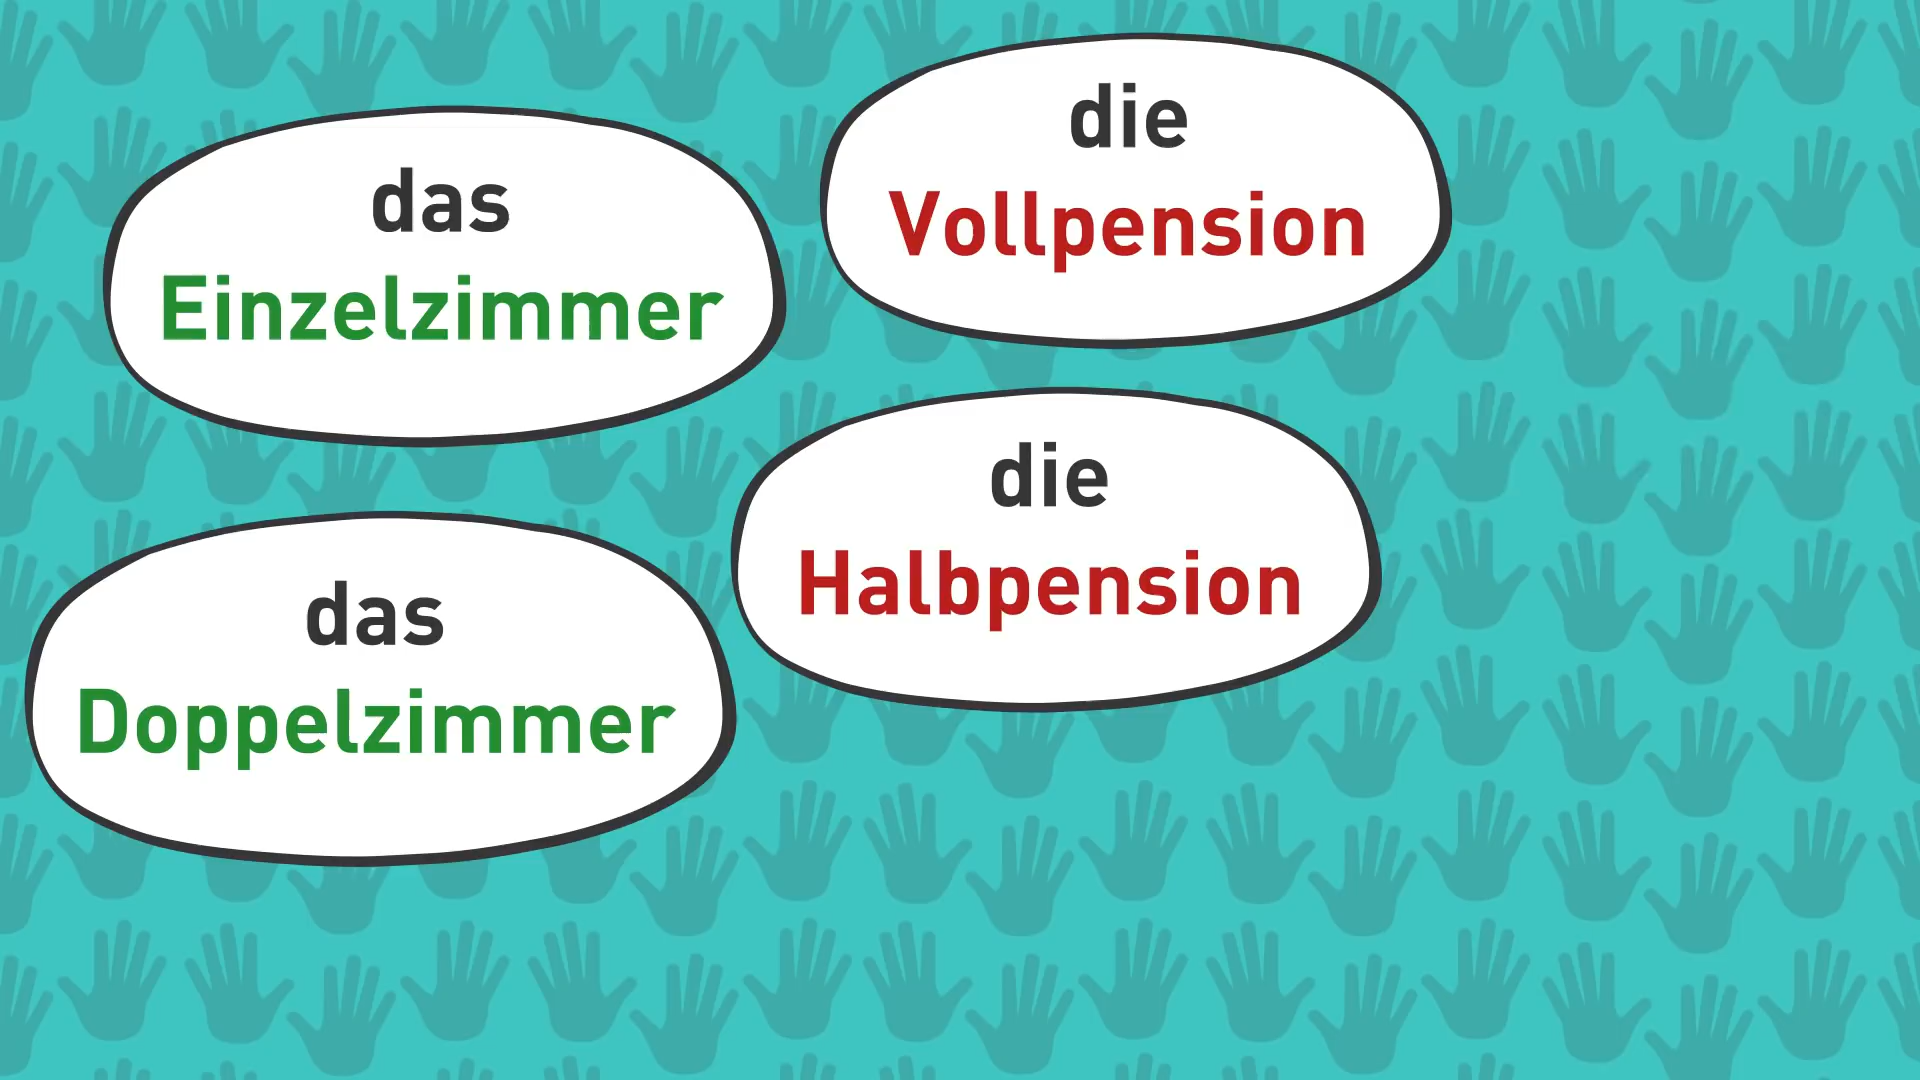 das
Einzelzimmer
die
Vollpension
das
Doppelzimmer
die
Halbpension